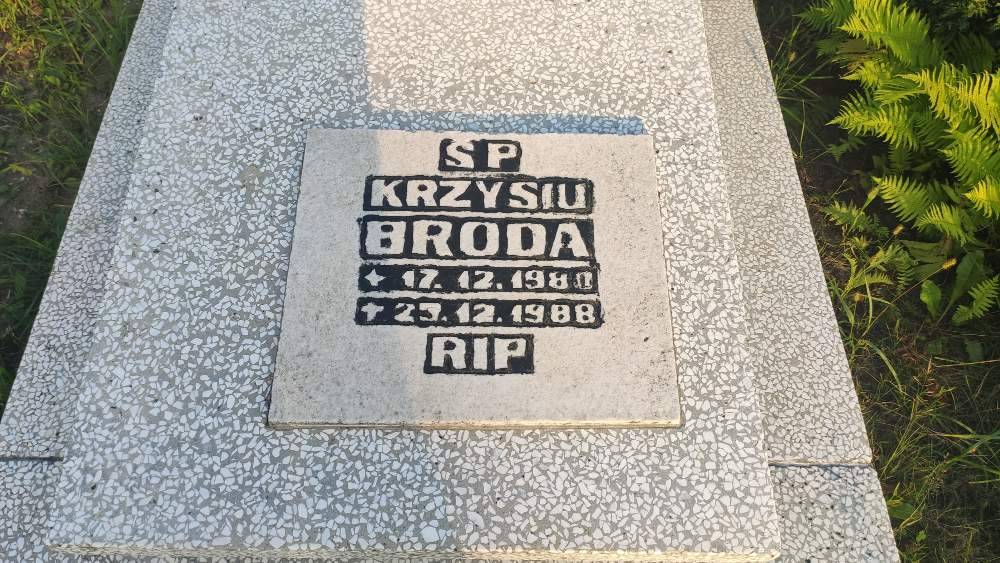 SP
KRZYSIU
BRODA
✦ 17. 12. 1980
✝ 25. 12. 1988
RIP